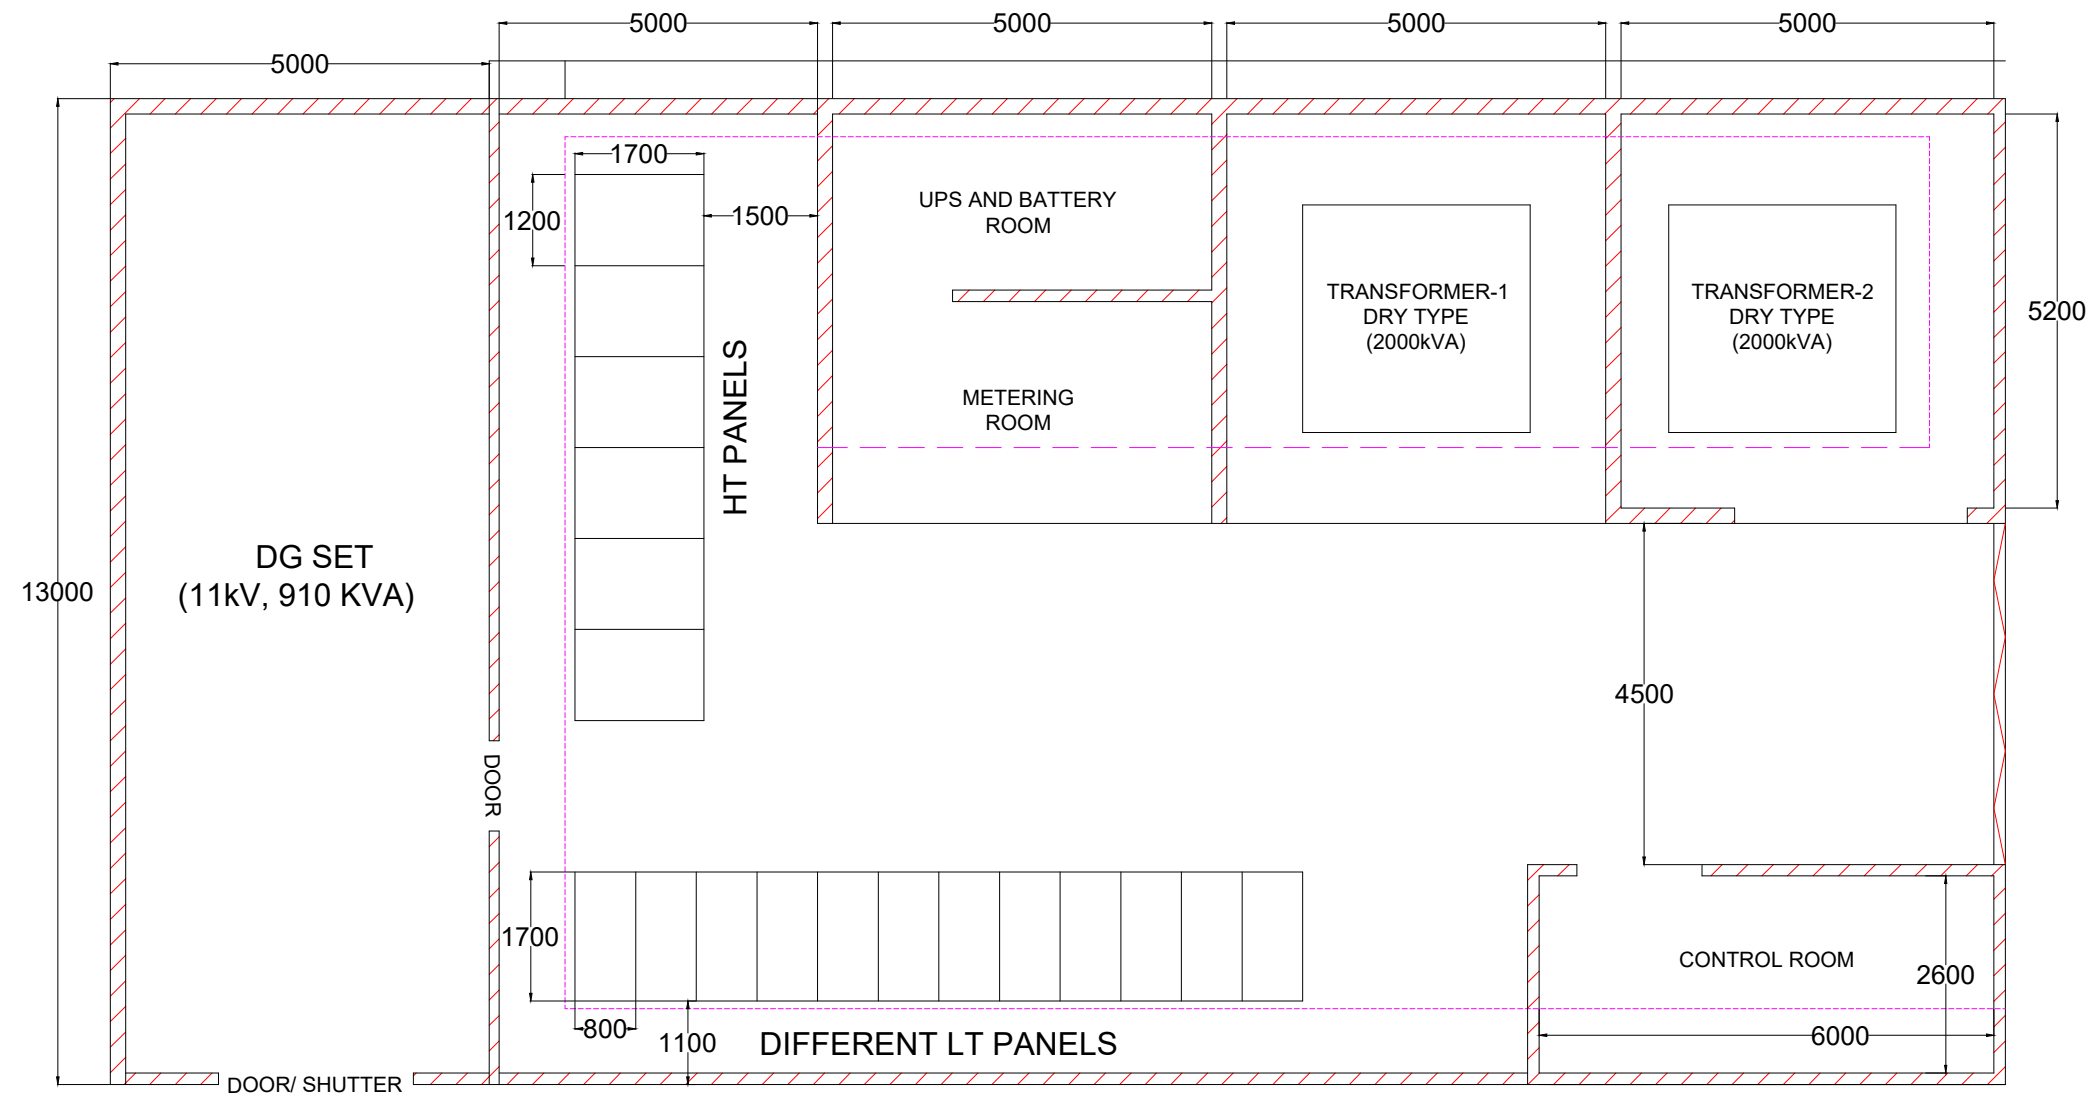 5000
5000
5000
5000
5000
1700
1200
1500
UPS AND BATTERY
ROOM
TRANSFORMER-1
DRY TYPE
(2000kVA)
TRANSFORMER-2
DRY TYPE
(2000kVA)
5200
HT PANELS
METERING
ROOM
DG SET
(11kV, 910 KVA)
13000
4500
DOOR
1700
CONTROL ROOM
2600
800
1100
DIFFERENT LT PANELS
6000
DOOR/ SHUTTER